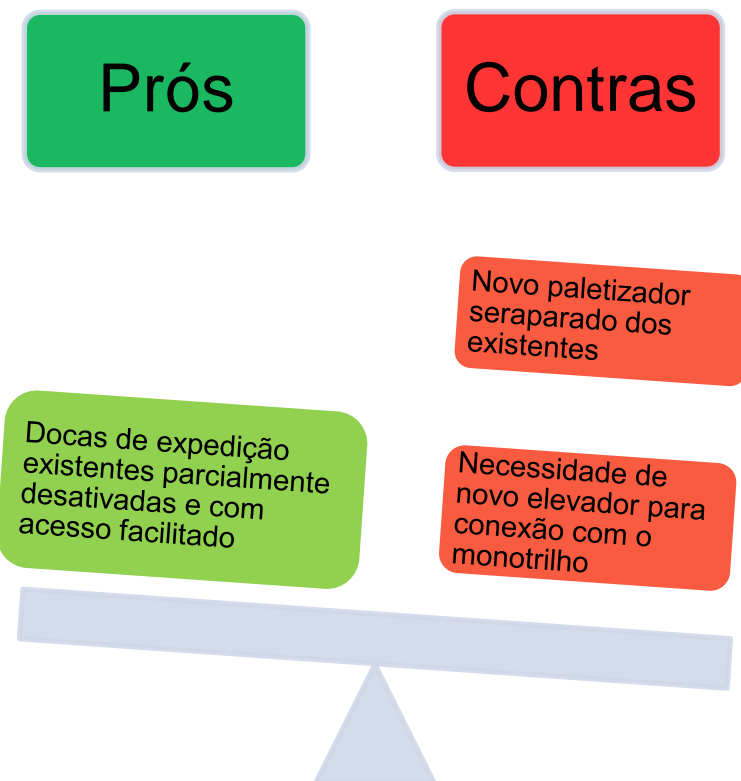 Prós
Contras
Novo paletizador
seraparado dos
existentes
Docas de expedição
existentes parcialmente
desativadas e com
acesso facilitado
Necessidade de
novo elevador para
conexão com o
monotrilho